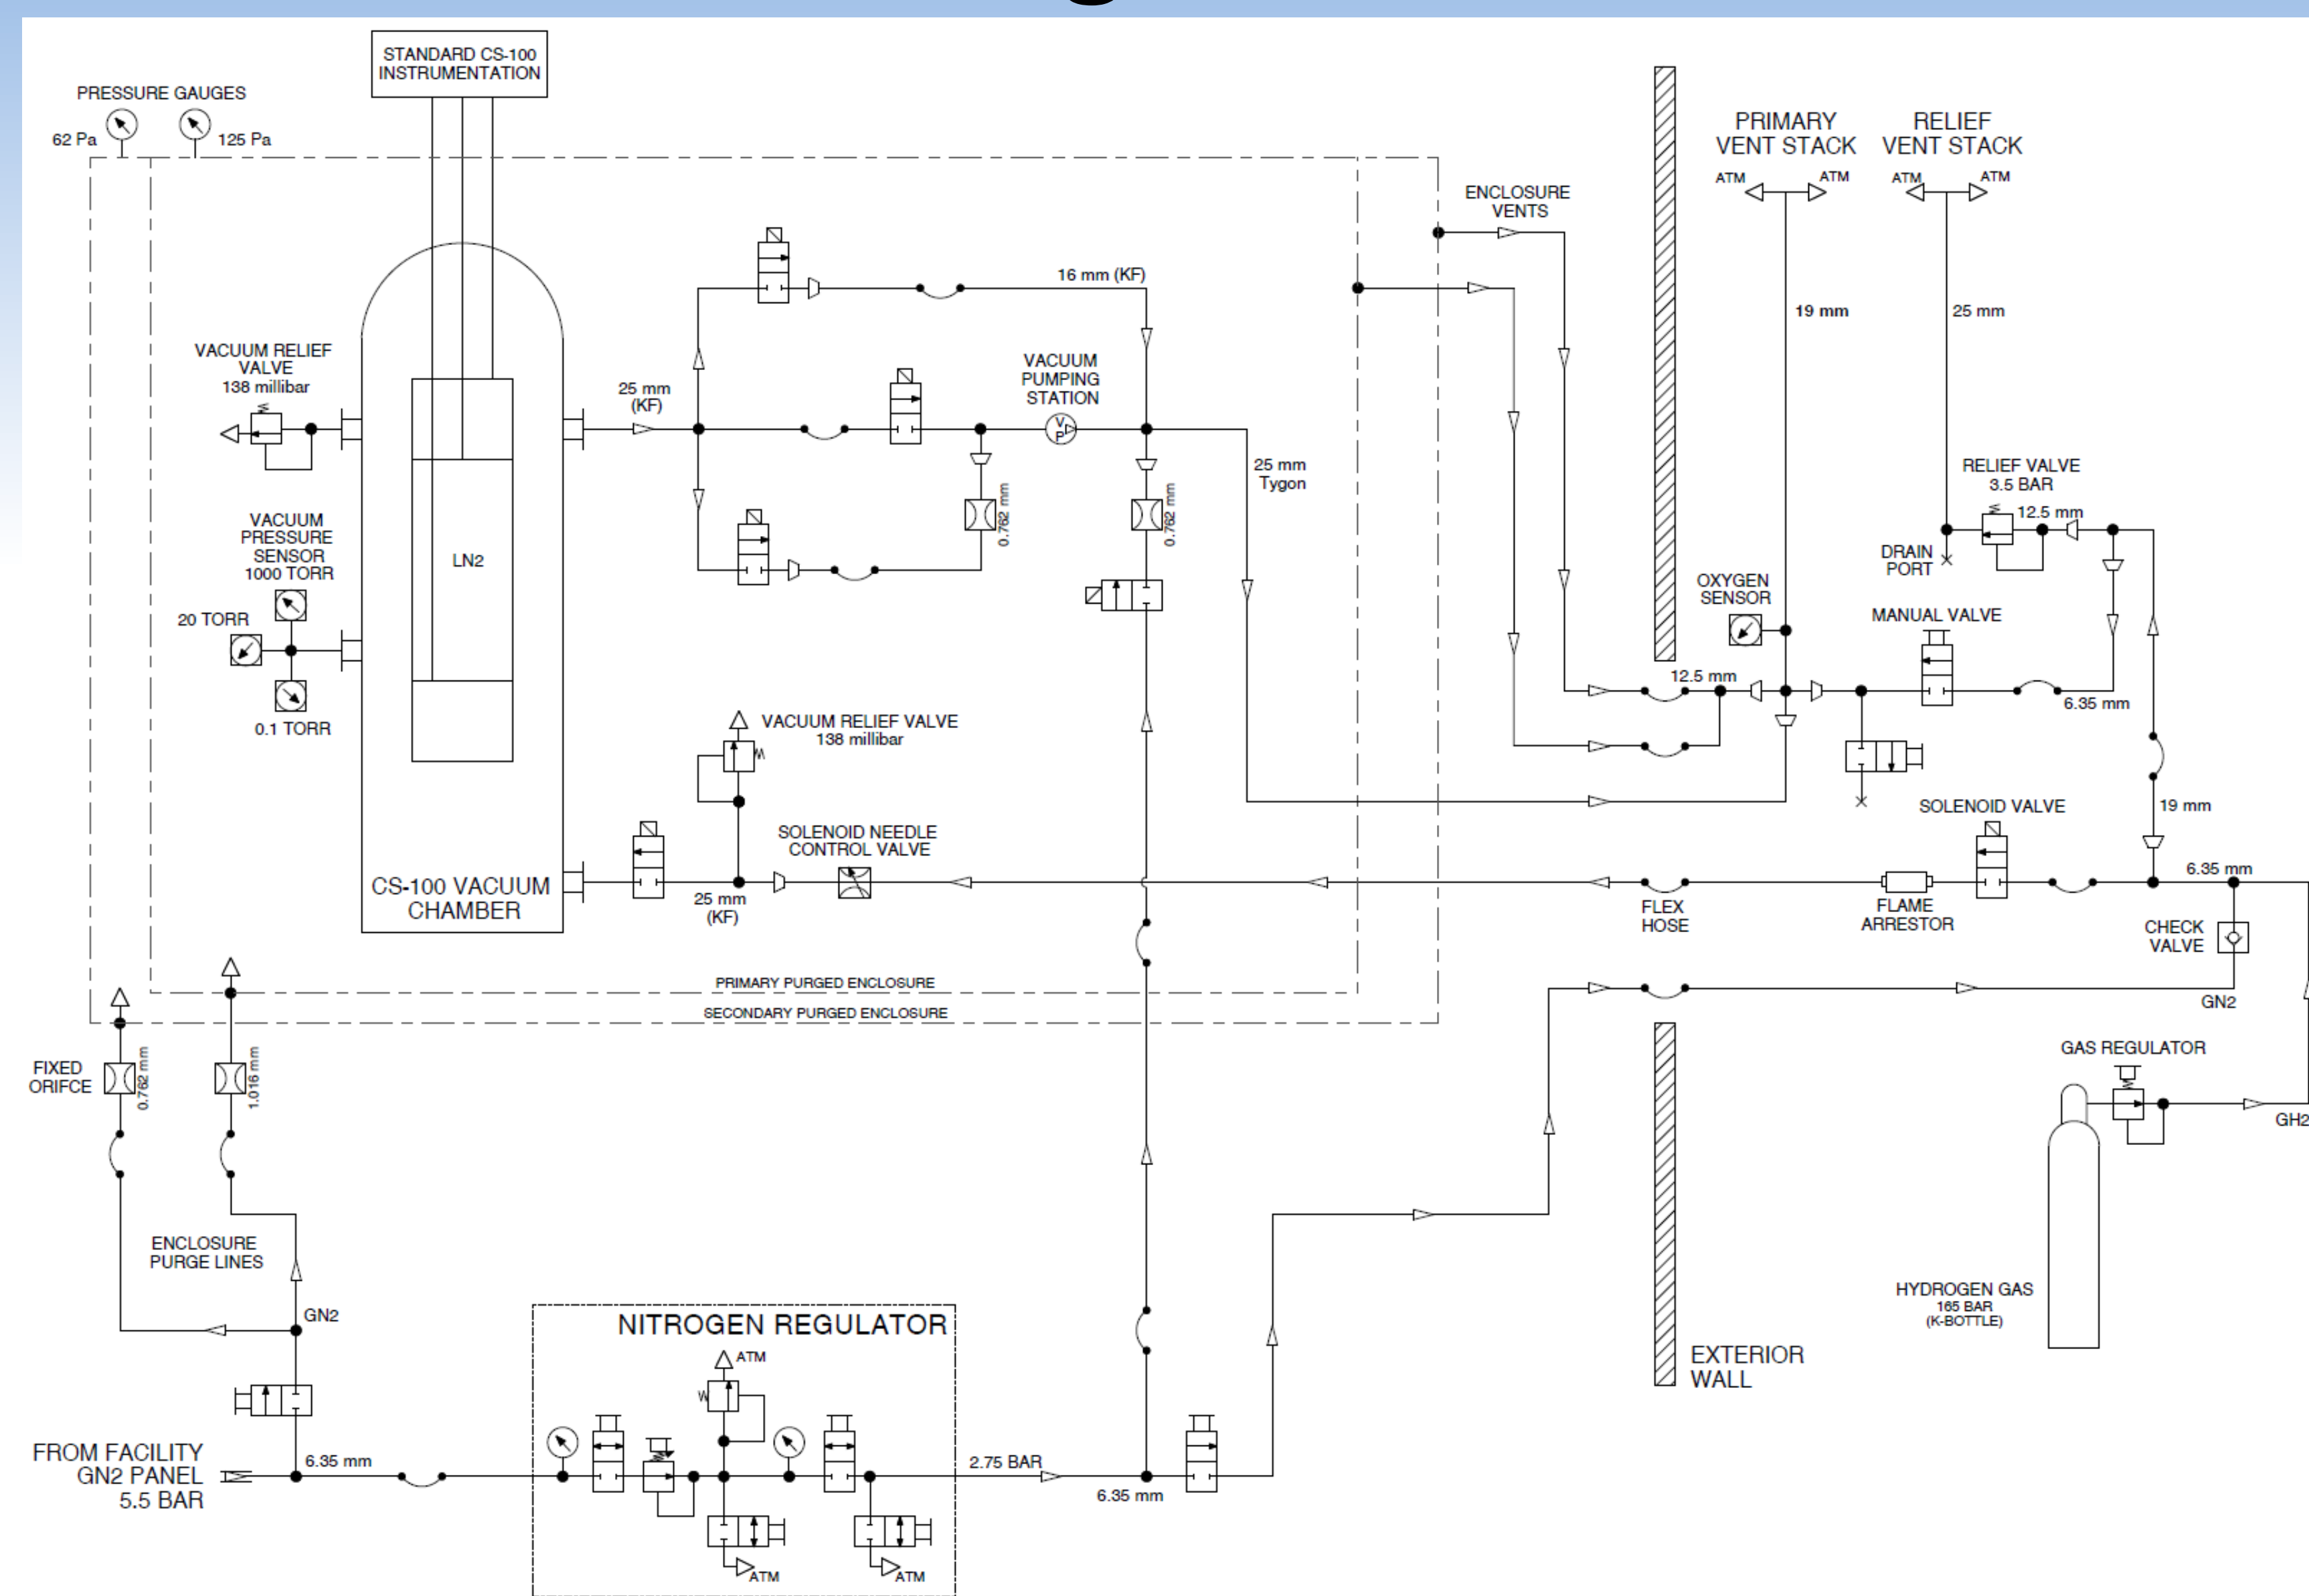 STANDARD CS-100
INSTRUMENTATION
PRESSURE GAUGES
62 Pa
125 Pa
PRIMARY
VENT STACK
RELIEF
VENT STACK
ATM
ATM
ATM
ATM
ENCLOSURE
VENTS
16 mm (KF)
19 mm
25 mm
VACUUM RELIEF
VALVE
138 millibar
25 mm
(KF)
VACUUM
PUMPING
STATION
V
P
25 mm
Tygon
0.762 mm
0.762 mm
RELIEF VALVE
3.5 BAR
12.5 mm
DRAIN
PORT
VACUUM
PRESSURE
SENSOR
1000 TORR
LN2
20 TORR
0.1 TORR
OXYGEN
SENSOR
MANUAL VALVE
12.5 mm
6.35 mm
VACUUM RELIEF VALVE
138 millibar
SOLENOID NEEDLE
CONTROL VALVE
SOLENOID VALVE
19 mm
CS-100 VACUUM
CHAMBER
25 mm
(KF)
FLEX
HOSE
FLAME
ARRESTOR
6.35 mm
CHECK
VALVE
PRIMARY PURGED ENCLOSURE
SECONDARY PURGED ENCLOSURE
GN2
FIXED
ORIFCE
0.762 mm
1.016 mm
GAS REGULATOR
GH2
ENCLOSURE
PURGE LINES
GN2
HYDROGEN GAS
165 BAR
(K-BOTTLE)
NITROGEN REGULATOR
ATM
EXTERIOR
WALL
FROM FACILITY
GN2 PANEL
5.5 BAR
6.35 mm
2.75 BAR
6.35 mm
ATM
ATM